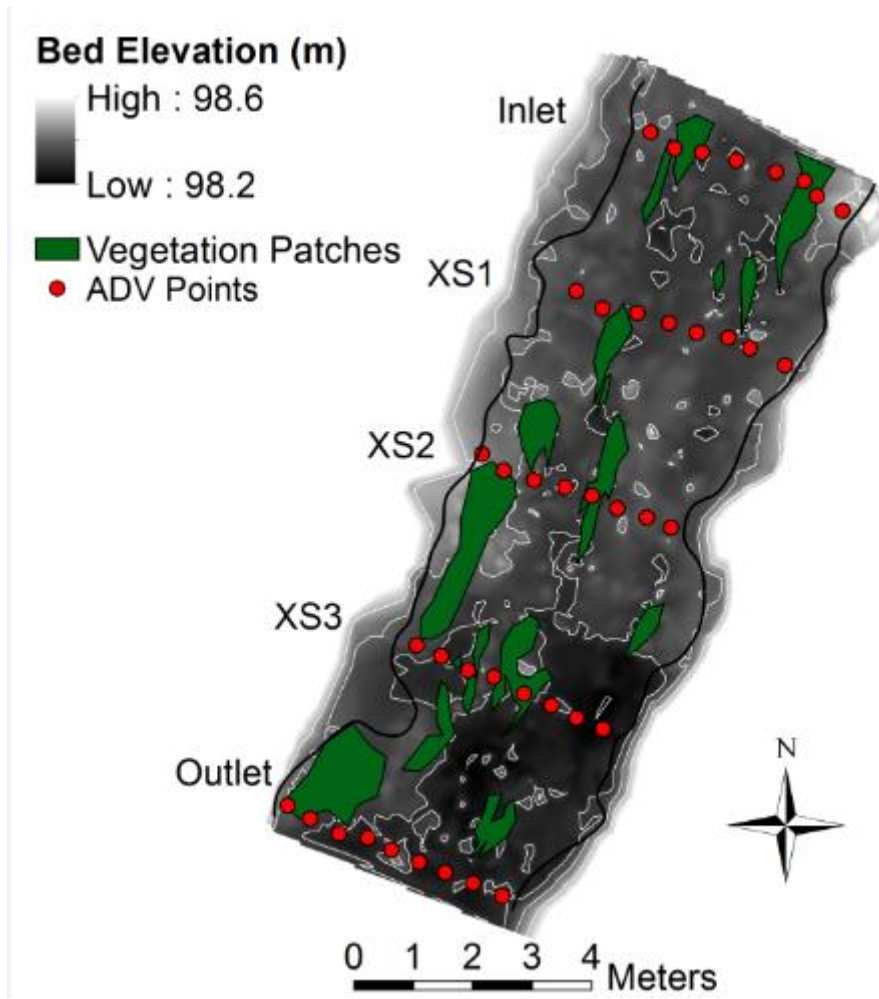 Bed Elevation (m)
High : 98.6
Low : 98.2
Vegetation Patches
ADV Points
Inlet
XS1
XS2
XS3
Outlet
N
0 1 2 3 4
Meters